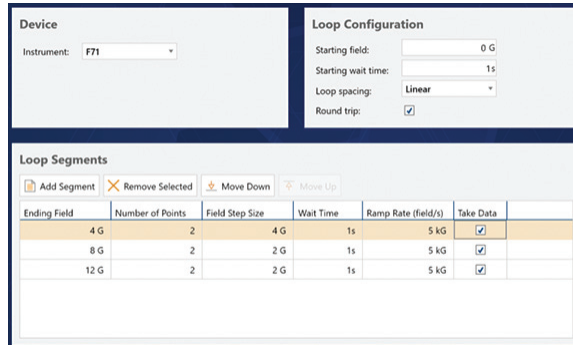 Device
Instrument: F71
Loop Configuration
Starting field: 0 G
Starting wait time: 1s
Loop spacing: Linear
Round trip:
Loop Segments
Add Segment Remove Selected Move Down Move Up
Ending Field Number of Points Field Step Size Wait Time Ramp Rate (field/s) Take Data
4 G 2 4 G 1s 5 kG
8 G 2 2 G 1s 5 kG
12 G 2 2 G 1s 5 kG